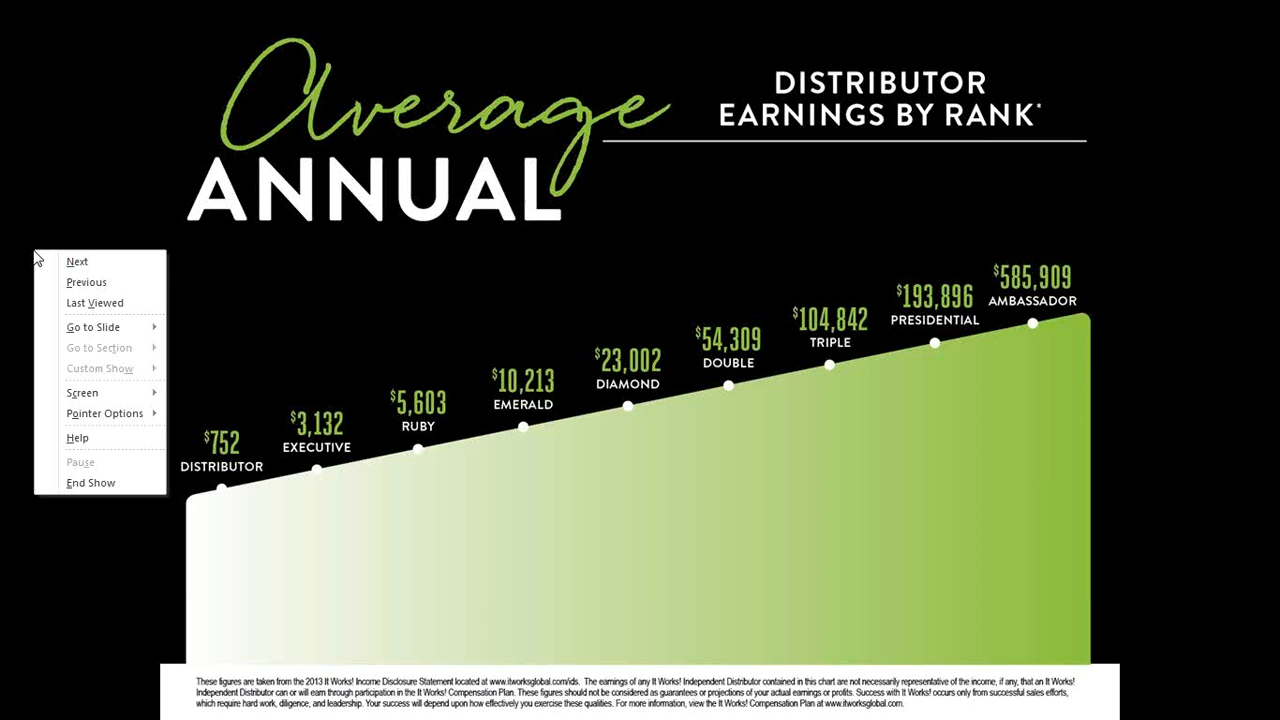 Average
ANNUAL
DISTRIBUTOR
EARNINGS BY RANK*
Next
Previous
Last Viewed
Go to Slide
Go to Section
Custom Show
Screen
Pointer Options
Help
Pause
End Show
$752
DISTRIBUTOR
$3,132
EXECUTIVE
$5,603
RUBY
$10,213
EMERALD
$23,002
DIAMOND
$54,309
DOUBLE
$104,842
TRIPLE
$193,896
PRESIDENTIAL
$585,909
AMBASSADOR
These figures are taken from the 2013 It Works! Income Disclosure Statement located at www.itworksglobal.com/ids. The earnings of any It Works! Independent Distributor contained in this chart are not necessarily representative of the income, if any, that an It Works!
Independent Distributor can or will earn through participation in the It Works! Compensation Plan. These figures should not be considered as guarantees or projections of your actual earnings or profits. Success with It Works! occurs only from successful sales efforts,
which require hard work, diligence, and leadership. Your success will depend upon how effectively you exercise these qualities. For more information, view the It Works! Compensation Plan at www.itworksglobal.com.